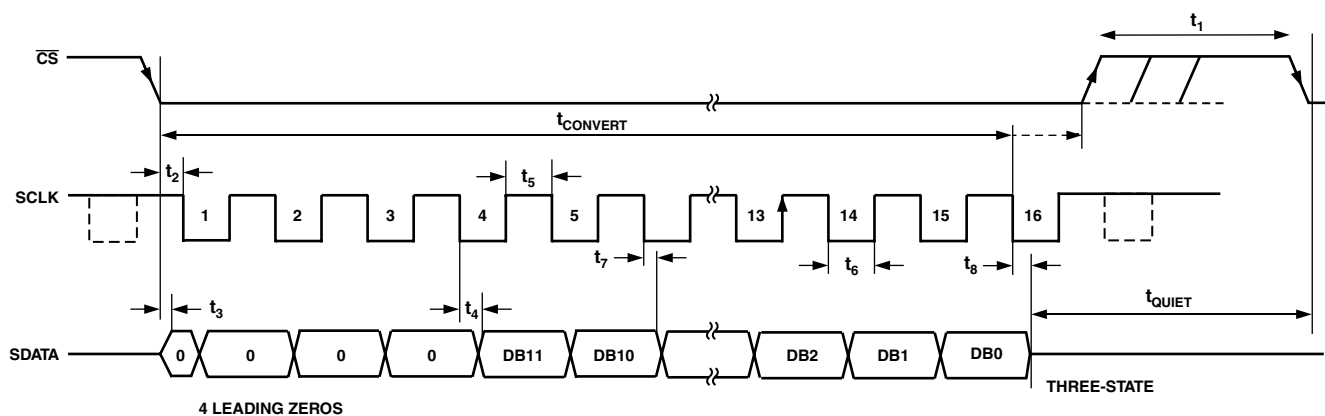 t1
CS
tCONVERT
t2
t5
SCLK
1 2 3 4 5 13 14 15 16
t7
t6
t8
t3
t4
tQUIET
SDATA
0 0 0 0 DB11 DB10 DB2 DB1 DB0
THREE-STATE
4 LEADING ZEROS